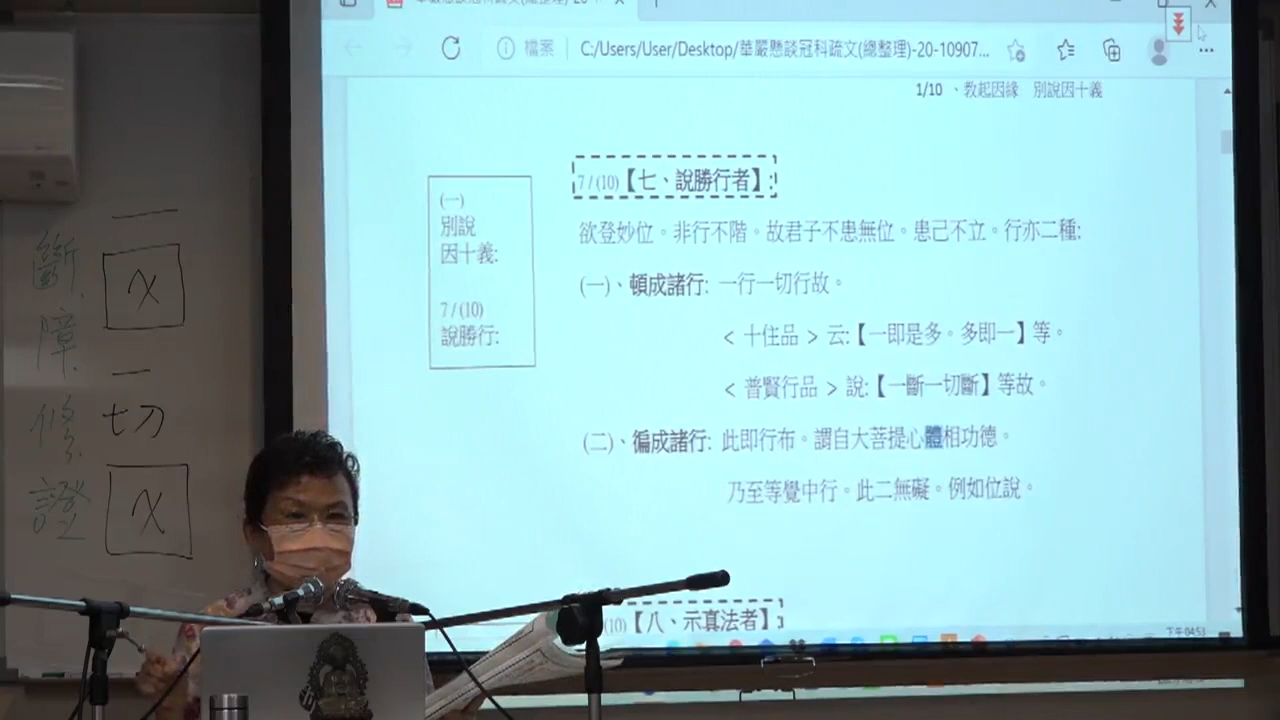 檔案 C:/Users/User/Desktop/華嚴懸談冠科疏文(總整理)-20-10907...
1/10 、教起因緣 別說因十義
(一)
別說
因十義:
7 / (10)
說勝行:
7 / (10)【七、說勝行者】:
欲登妙位。非行不階。故君子不患無位。患己不立。行亦二種:
(一)、頓成諸行: 一行一切行故。
< 十住品 > 云:【一即是多。多即一】等。
< 普賢行品 > 說:【一斷一切斷】等故。
(二)、徧成諸行: 此即行布。謂自大菩提心體相功德。
乃至等覺中行。此二無礙。例如位說。
(10)【八、示真法者】:
下午 04:53
斷障修證
一 X 一切 X